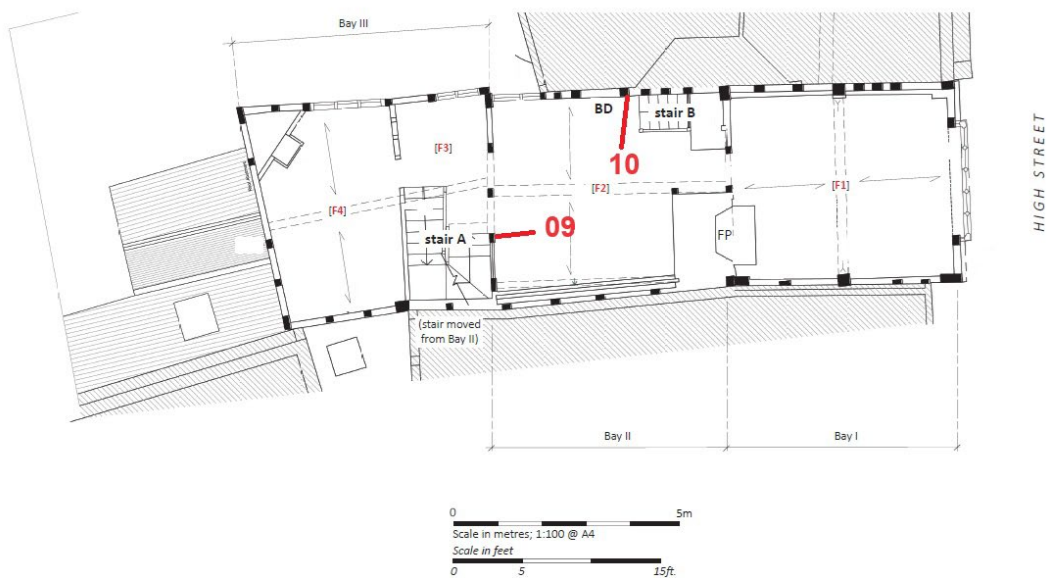 Bay III
BD
stair B
[F3]
10
HIGH STREET
[F2]
[F1]
[F4]
09
stair A
FP
(stair moved
from Bay II)
Bay II
Bay I
0
5m
Scale in metres; 1:100 @ A4
Scale in feet
0
5
15ft.